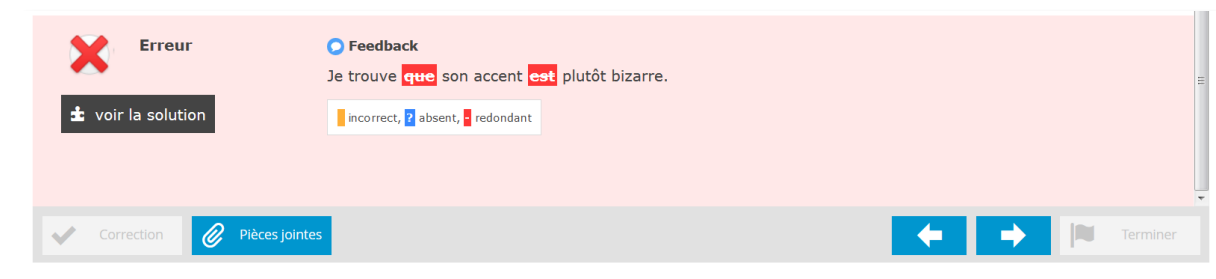 Erreur
Feedback
Je trouve que son accent est plutôt bizarre.
voir la solution
incorrect, ? absent, - redondant
Correction
Pièces jointes
Terminer